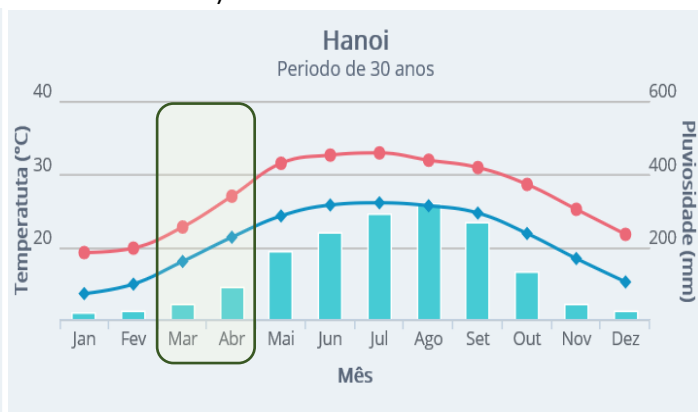 Hanoi
Periodo de 30 anos
40
600
30
400
20
200
Temperatuta (°C)
Pluviosidade (mm)
Jan Fev Mar Abr Mai Jun Jul Ago Set Out Nov Dez
Mês